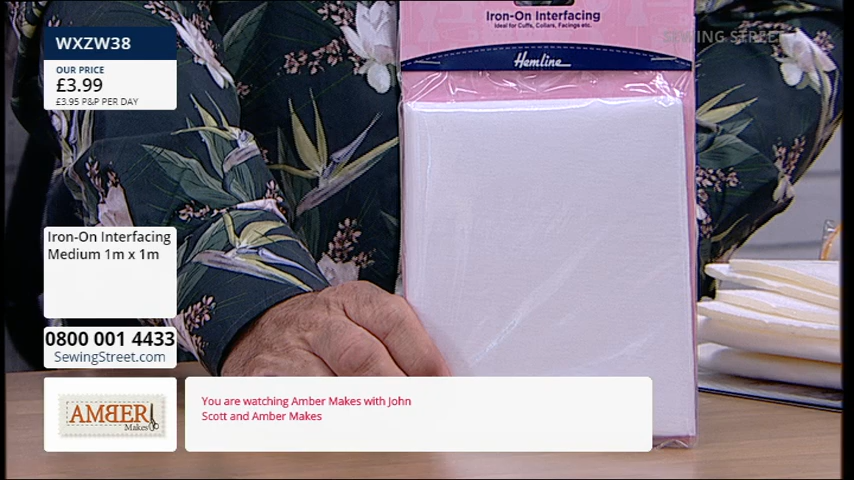 Iron-On Interfacing
Ideal for Cuffs, Collars, Facings etc.
Hemline
SEWING STREET
WXZW38
OUR PRICE
£3.99
£3.95 P&P PER DAY
Iron-On Interfacing
Medium 1m x 1m
0800 001 4433
SewingStreet.com
AMBER
Makes
You are watching Amber Makes with John
Scott and Amber Makes